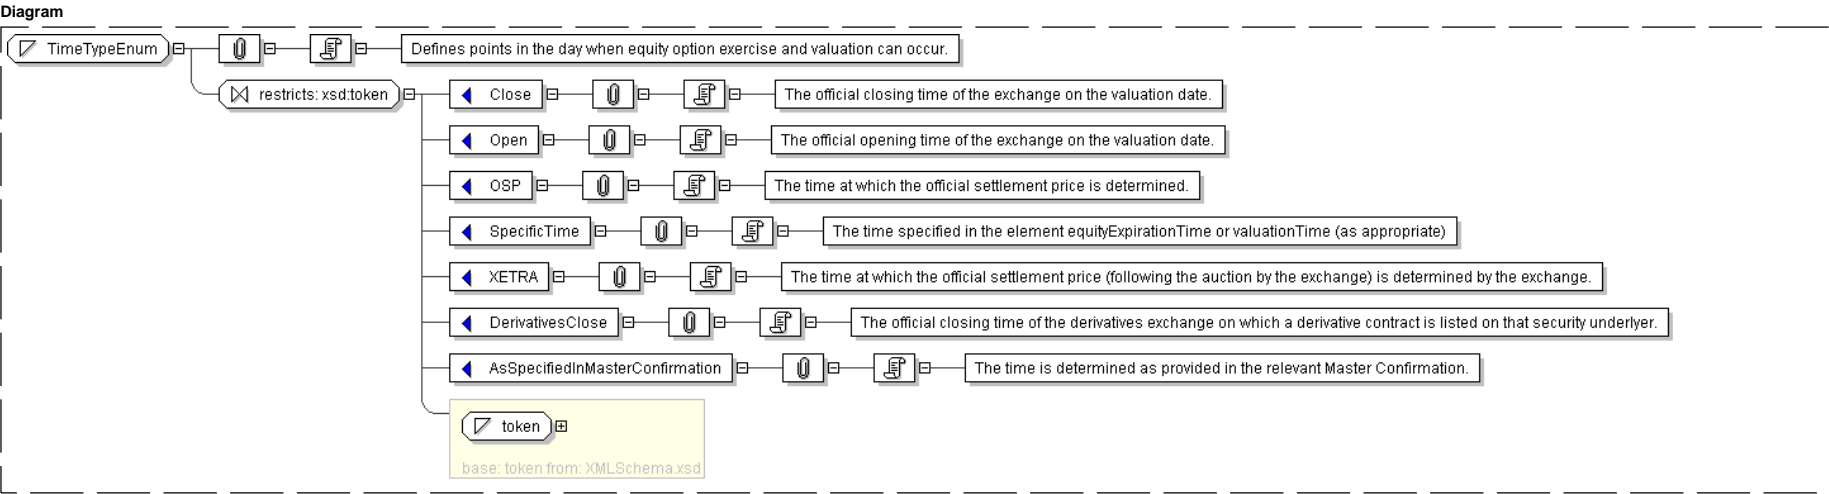 Diagram
TimeTypeEnum
Defines points in the day when equity option exercise and valuation can occur.
restricts: xsd:token
Close
The official closing time of the exchange on the valuation date.
Open
The official opening time of the exchange on the valuation date.
OSP
The time at which the official settlement price is determined.
SpecificTime
The time specified in the element equityExpirationTime or valuationTime (as appropriate)
XETRA
The time at which the official settlement price (following the auction by the exchange) is determined by the exchange.
DerivativesClose
The official closing time of the derivatives exchange on which a derivative contract is listed on that security underlyer.
AsSpecifiedInMasterConfirmation
The time is determined as provided in the relevant Master Confirmation.
token
base: token from: XMLSchema.xsd